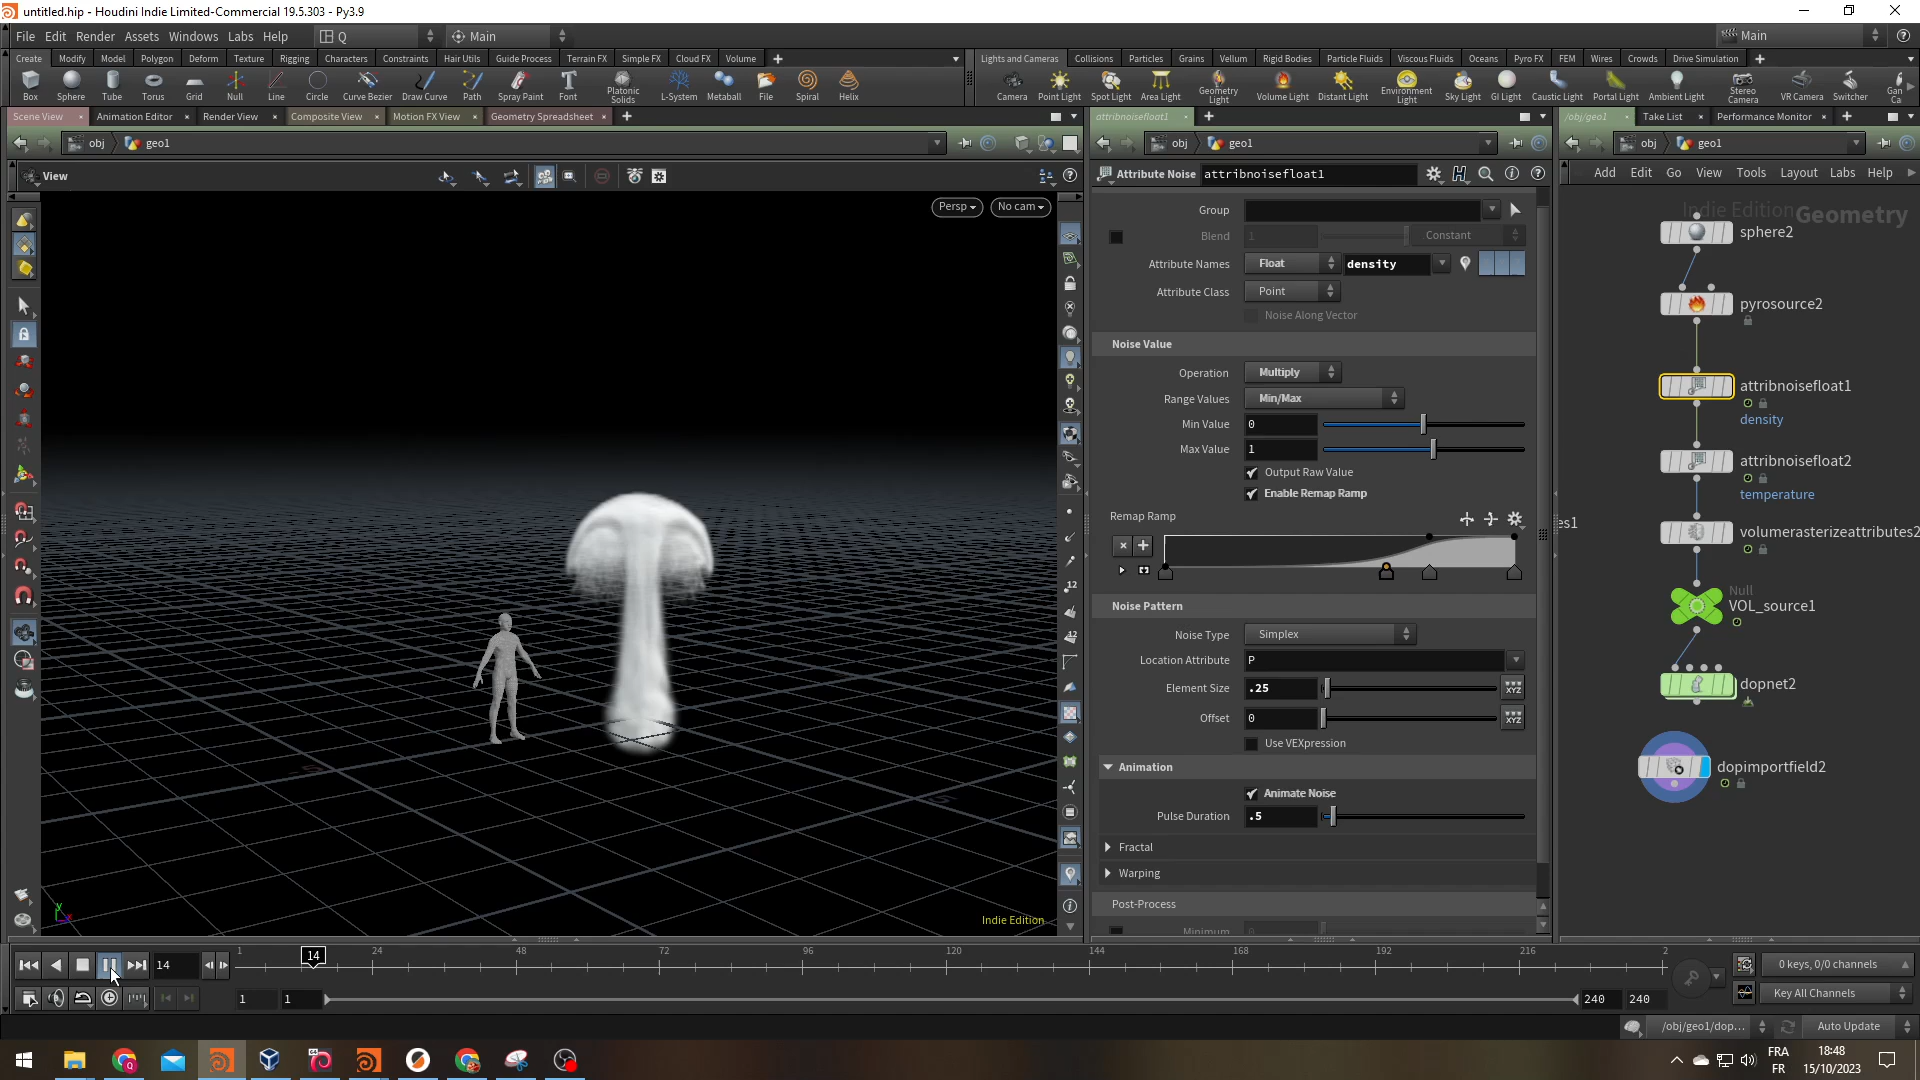 untitled.hip - Houdini Indie Limited-Commercial 19.5.303 - Py3.9
File Edit Render Assets Windows Labs Help Q Main Main
Create Modify Model Polygon Deform Texture Rigging Characters Constraints Hair Utils Guide Process Terrain FX Simple FX Cloud FX Volume
Lights and Cameras Collisions Particles Grains Vellum Rigid Bodies Particle Fluids Viscous Fluids Oceans Pyro FX FEM Wires Crowds Drive Simulation
Box Sphere Tube Torus Grid Null Line Circle Curve Bezier Draw Curve Path Spray Paint Font Platonic Solids L-System Metaball File Spiral Helix
Camera Point Light Spot Light Area Light Geometry Light Volume Light Distant Light Environment Light Sky Light GI Light Caustic Light Portal Light Ambient Light Stereo Camera VR Camera Switcher Gan Ca
Scene View Animation Editor Render View Composite View Motion FX View Geometry Spreadsheet
attribnoisefloat1
/obj/geo1 Take List Performance Monitor
obj geo1
obj geo1
obj geo1
View
Persp No cam
Indie Edition
Attribute Noise attribnoisefloat1
Group
Blend 1 Constant
Attribute Names Float density
Attribute Class Point
Noise Along Vector
Noise Value
Operation Multiply
Range Values Min/Max
Min Value 0
Max Value 1
Output Raw Value
Enable Remap Ramp
Remap Ramp
Noise Pattern
Noise Type Simplex
Location Attribute P
Element Size .25
Offset 0
Use VEXpression
Animation
Animate Noise
Pulse Duration .5
Fractal
Warping
Post-Process
Minimum 0
Add Edit Go View Tools Layout Labs Help
Indie Edition Geometry
sphere2
pyrosource2
attribnoisefloat1
density
attribnoisefloat2
temperature
es1
volumerasterizeattributes2
Null
VOL_source1
dopnet2
dopimportfield2
14
1 24 48 72 96 120 144 168 192 216 2
14
0 keys, 0/0 channels
1 1 240 240
Key All Channels
/obj/geo1/dop... Auto Update
FRA
FR
18:48
15/10/2023